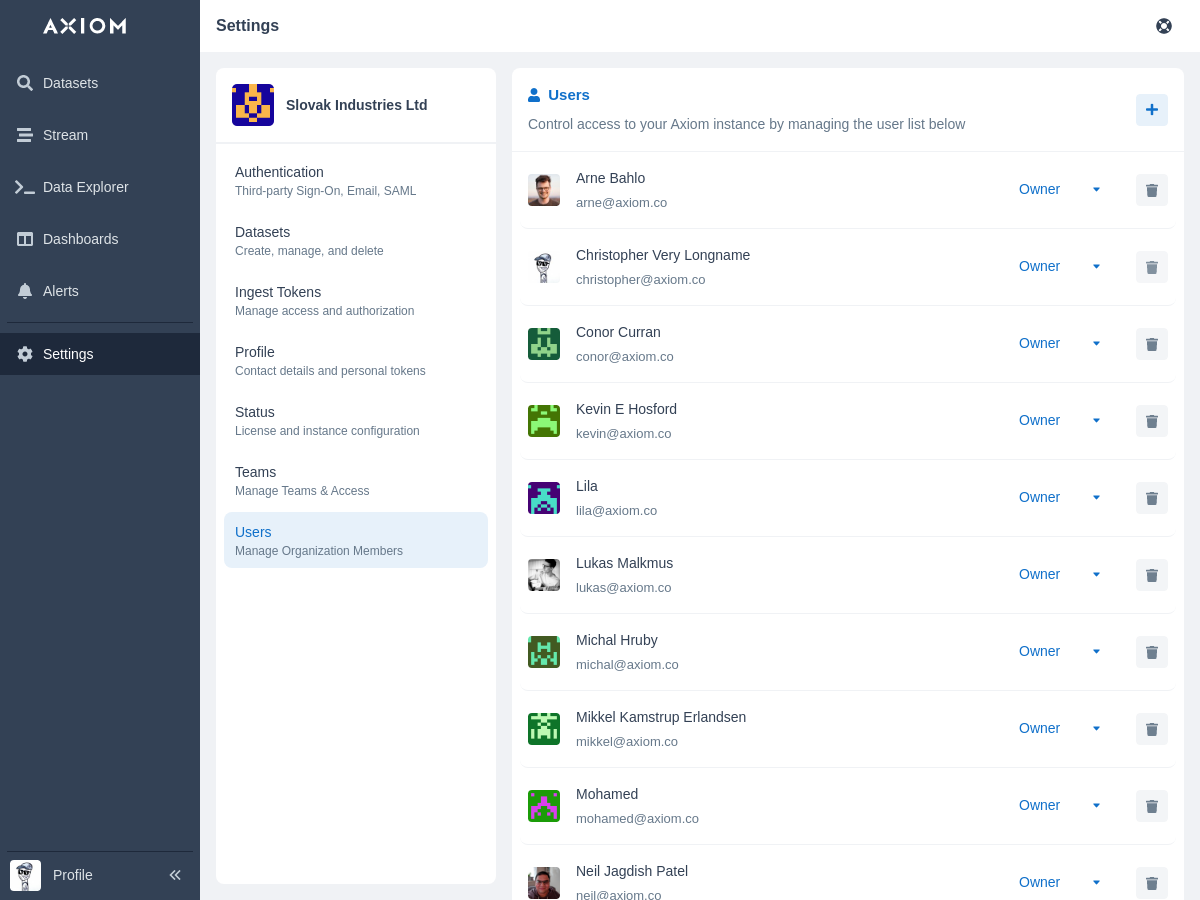 AXIOM
Datasets
Stream
Data Explorer
Dashboards
Alerts
Settings
Profile
Settings
Slovak Industries Ltd
Authentication
Third-party Sign-On, Email, SAML
Datasets
Create, manage, and delete
Ingest Tokens
Manage access and authorization
Profile
Contact details and personal tokens
Status
License and instance configuration
Teams
Manage Teams & Access
Users
Manage Organization Members
Users
Control access to your Axiom instance by managing the user list below
Arne Bahlo
arne@axiom.co
Owner
Christopher Very Longname
christopher@axiom.co
Owner
Conor Curran
conor@axiom.co
Owner
Kevin E Hosford
kevin@axiom.co
Owner
Lila
lila@axiom.co
Owner
Lukas Malkmus
lukas@axiom.co
Owner
Michal Hruby
michal@axiom.co
Owner
Mikkel Kamstrup Erlandsen
mikkel@axiom.co
Owner
Mohamed
mohamed@axiom.co
Owner
Neil Jagdish Patel
neil@axiom.co
Owner